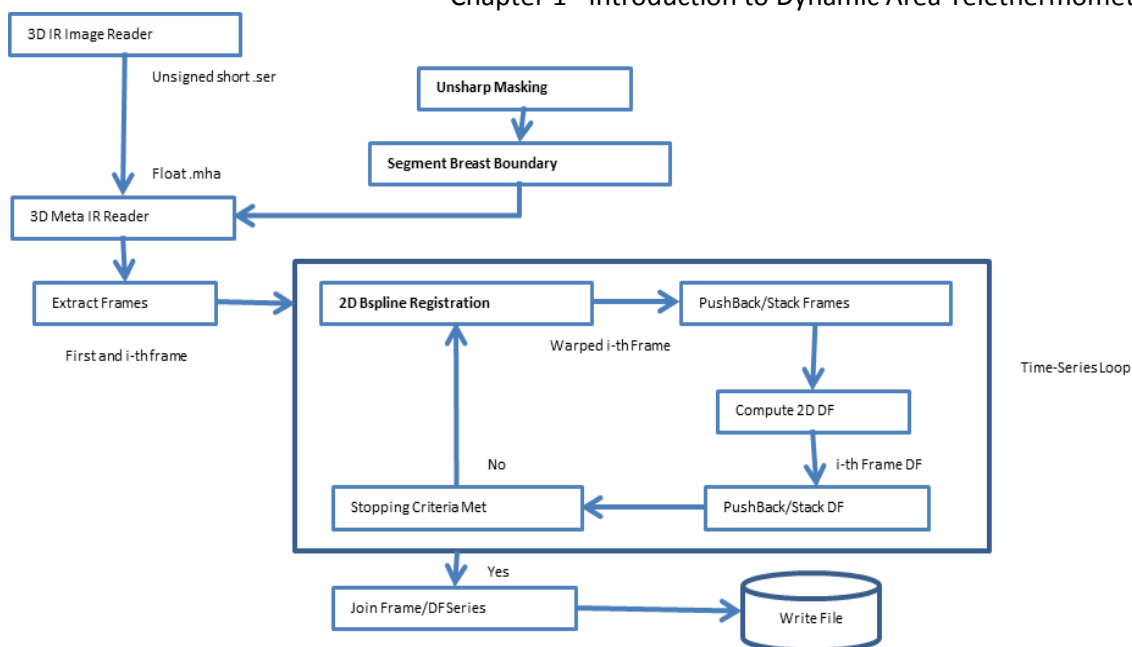 Chapter 1 Introduction to Dynamic Area
3D IR Image Reader
Unsigned short .ser
Unsharp Masking
Segment Breast Boundary
Float .mha
3D Meta IR Reader
Extract Frames
First and i-th frame
2D Bspline Registration
PushBack/Stack Frames
Warped i-th Frame
Time-Series Loop
Compute 2D DF
No
i-th Frame DF
Stopping Criteria Met
PushBack/Stack DF
Yes
Join Frame/DF Series
Write File